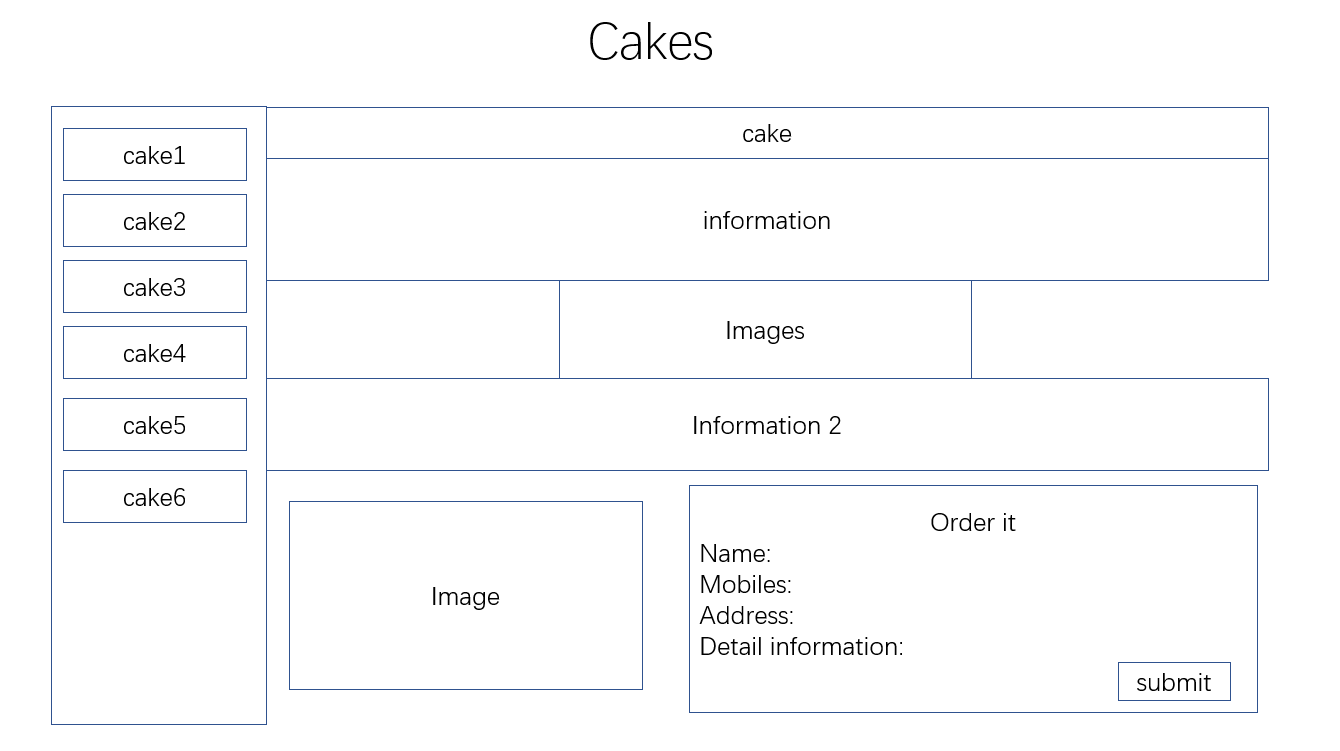 Cakes
cake1
cake2
cake3
cake4
cake5
cake6
cake
information
Images
Information 2
Image
Order it
Name:
Mobiles:
Address:
Detail information:
submit